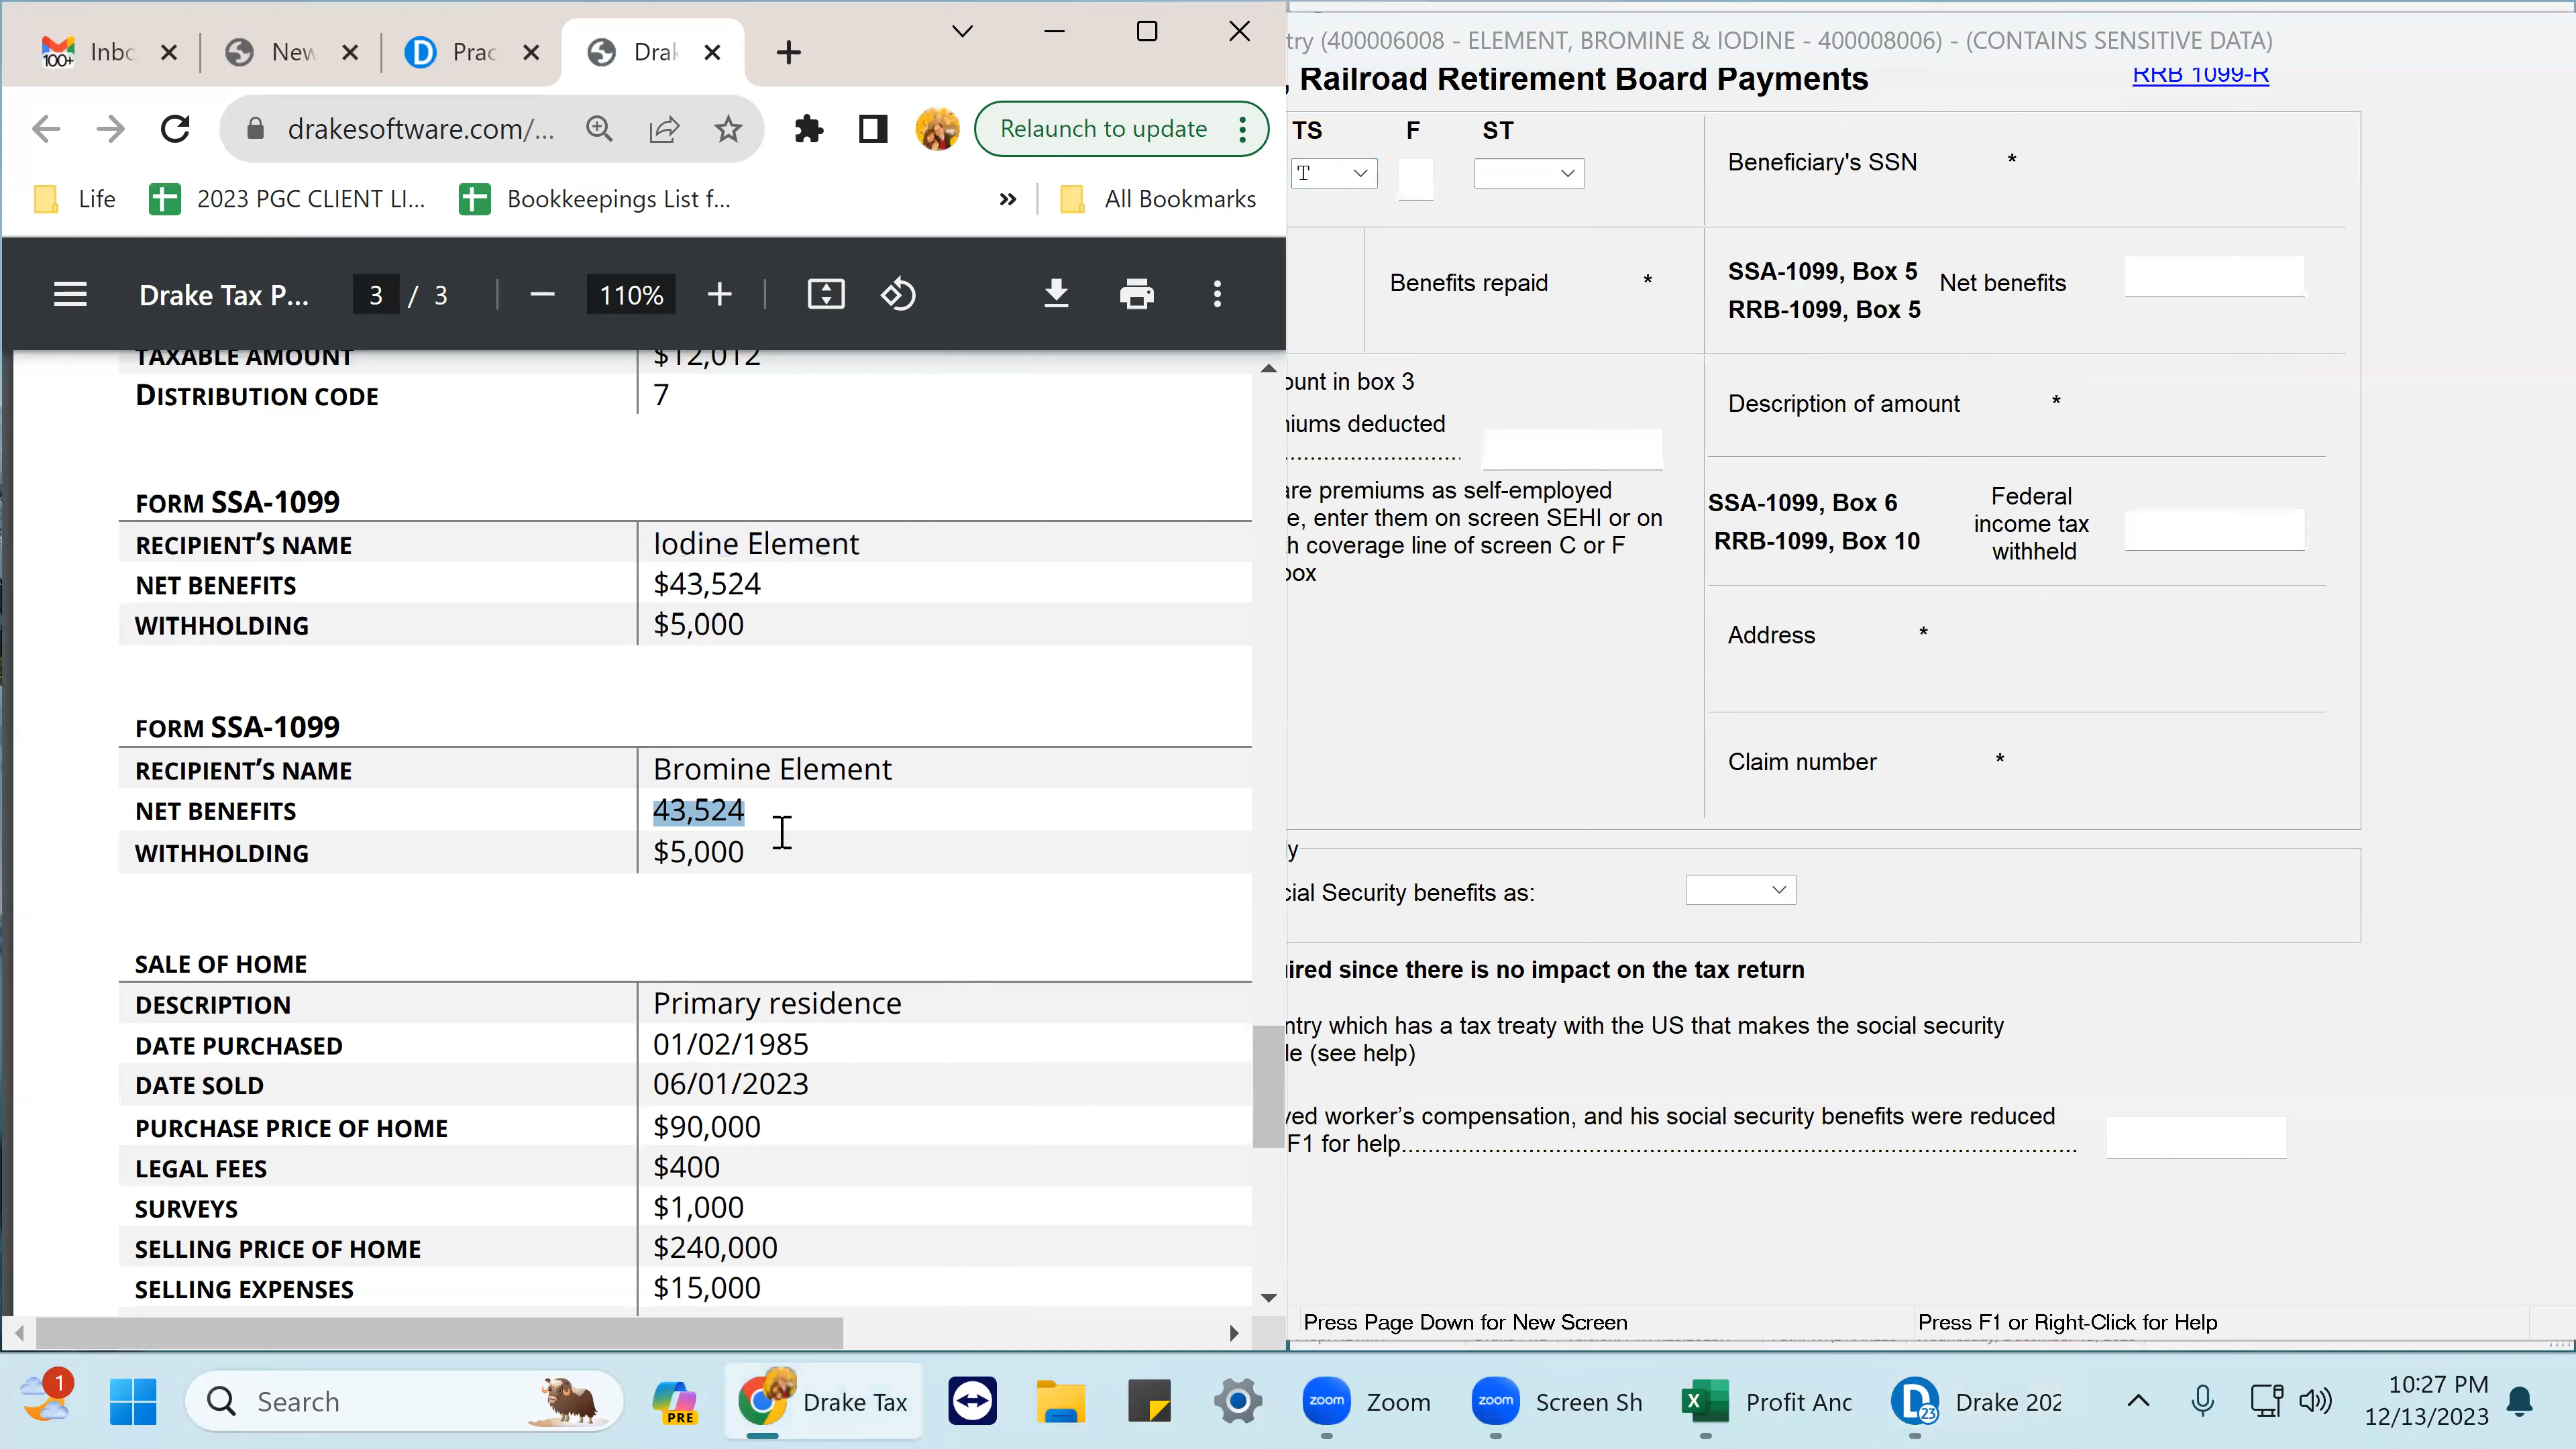 100+ Inbc New D Prac Drak
drakesoftware.com/...
Relaunch to update
Life 2023 PGC CLIENT LI... Bookkeepings List f... » All Bookmarks
Drake Tax P... 3 / 3 110%
TAXABLE AMOUNT $12,012
DISTRIBUTION CODE 7
FORM SSA-1099
RECIPIENT'S NAME Iodine Element
NET BENEFITS $43,524
WITHHOLDING $5,000
FORM SSA-1099
RECIPIENT'S NAME Bromine Element
NET BENEFITS 43,524
WITHHOLDING $5,000
SALE OF HOME
DESCRIPTION Primary residence
DATE PURCHASED 01/02/1985
DATE SOLD 06/01/2023
PURCHASE PRICE OF HOME $90,000
LEGAL FEES $400
SURVEYS $1,000
SELLING PRICE OF HOME $240,000
SELLING EXPENSES $15,000
try (400006008 - ELEMENT, BROMINE & IODINE - 400008006) - (CONTAINS SENSITIVE DATA)
, Railroad Retirement Board Payments
RRB 1099-R
TS F ST
T
Beneficiary's SSN *
Benefits repaid *
SSA-1099, Box 5 Net benefits
RRB-1099, Box 5
ount in box 3
niums deducted
Description of amount *
are premiums as self-employed
e, enter them on screen SEHI or on
h coverage line of screen C or F
box
SSA-1099, Box 6
RRB-1099, Box 10
Federal
income tax
withheld
Address *
Claim number *
y
cial Security benefits as:
ired since there is no impact on the tax return
ntry which has a tax treaty with the US that makes the social security
le (see help)
yed worker's compensation, and his social security benefits were reduced
F1 for help
Press Page Down for New Screen
Press F1 or Right-Click for Help
1 Search PRE Drake Tax zoom Zoom zoom Screen Sh X Profit Anc D 23 Drake 202
10:27 PM
12/13/2023